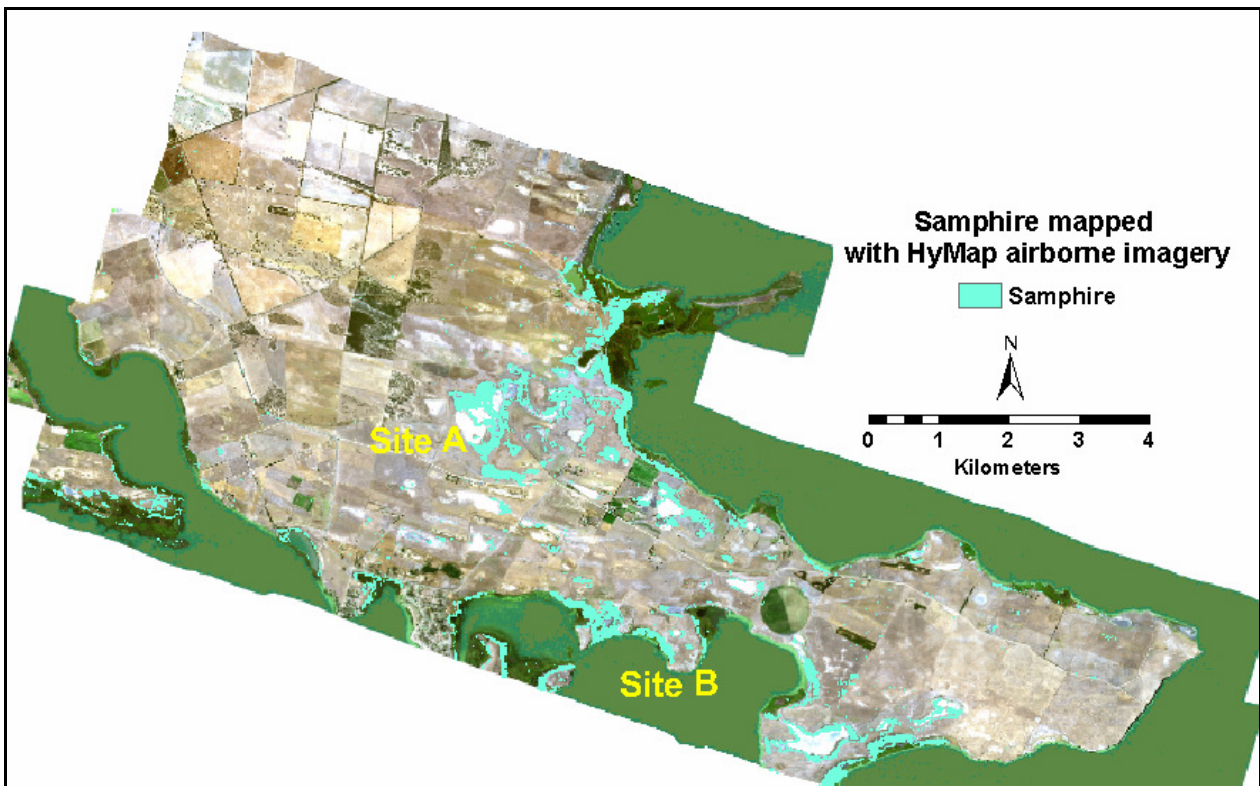 Samphire mapped
with HyMap airborne imagery
Samphire
N
0 1 2 3 4
Kilometers
Site A
Site B